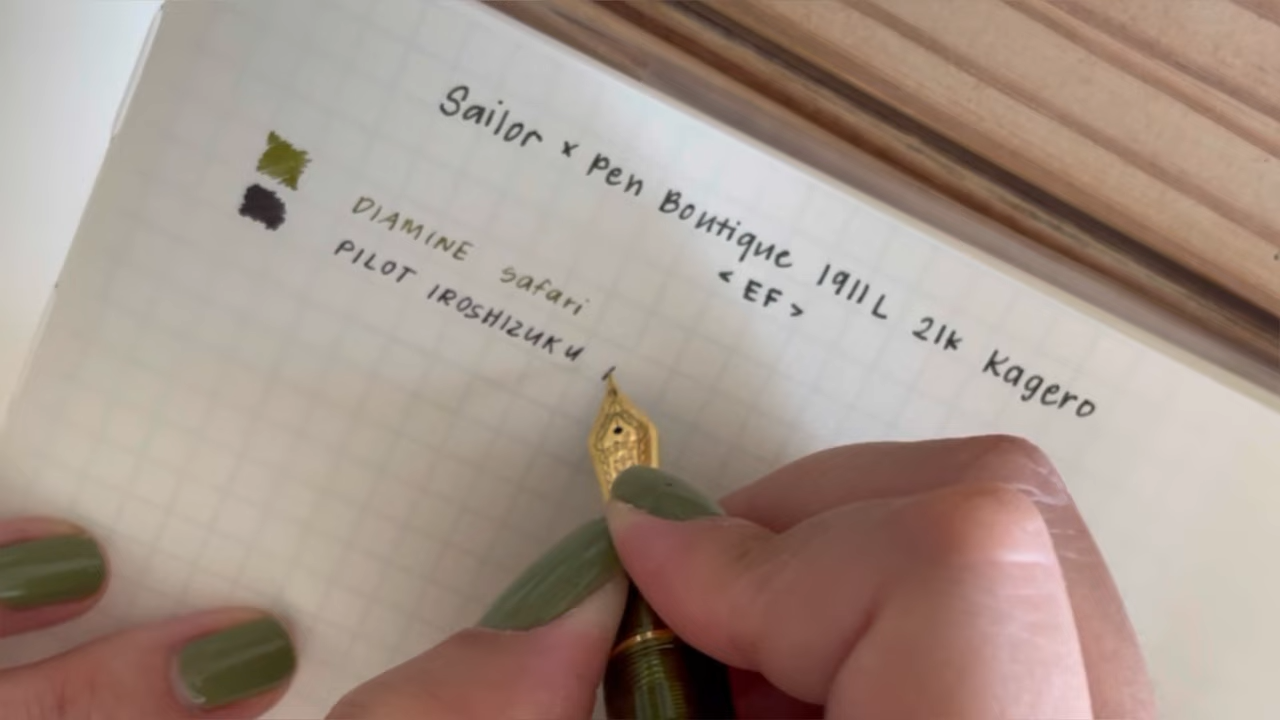 Sailor x Pen Boutique 1911L 21k Kagero
< EF >
DIAMINE Safari
PILOT IROSHIZUKU